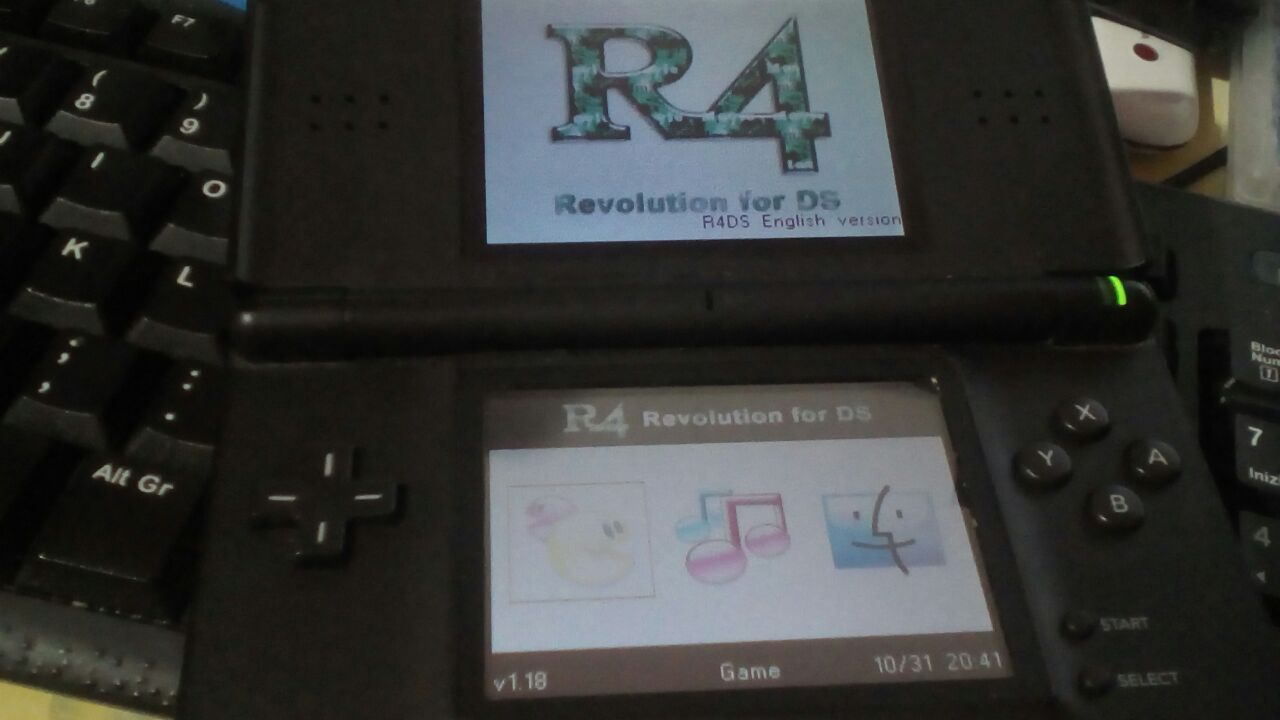 R4
Revolution for DS
R4DS English version
R4 Revolution for DS
v1.18 Game 10/31 20:41
X
Y A
B
START
SELECT
F7
( 8
) 9
I
O
K
L
;
,
:
.
Alt Gr
7
4